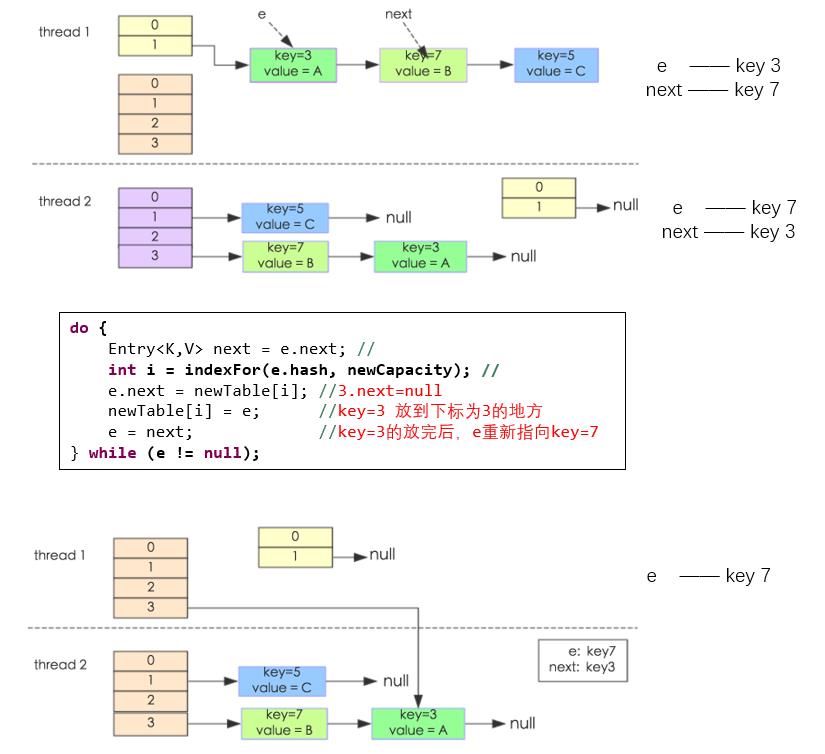 thread 1
0
1
e
next
key=3
value = A
key=7
value = B
key=5
value = C
e —— key 3
next —— key 7
0
1
2
3
thread 2
0
1
2
3
key=5
value = C
null
key=7
value = B
key=3
value = A
null
0
1
null
e —— key 7
next —— key 3
do {
Entry<K,V> next = e.next; //
int i = indexFor(e.hash, newCapacity); //
e.next = newTable[i]; //3.next=null
newTable[i] = e; //key=3 放到下标为3的地方
e = next; //key=3的放完后，e重新指向key=7
} while (e != null);
thread 1
0
1
2
3
0
1
null
e —— key 7
thread 2
0
1
2
3
key=5
value = C
null
key=7
value = B
key=3
value = A
null
e: key7
next: key3